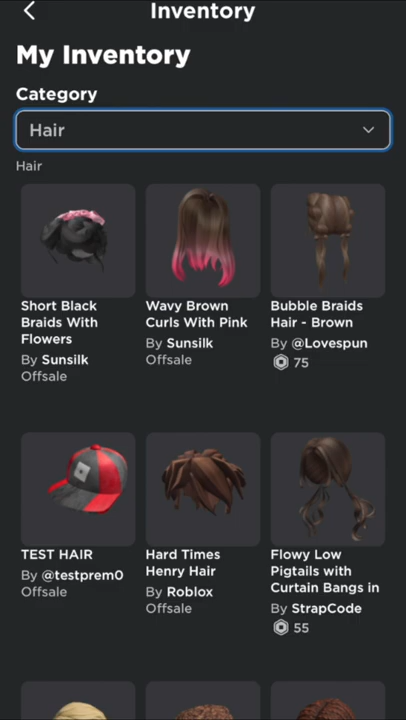 Inventory
My Inventory
Category
Hair
Hair
Short Black
Braids With
Flowers
By Sunsilk
Offsale
Wavy Brown
Curls With Pink
By Sunsilk
Offsale
Bubble Braids
Hair - Brown
By @Lovespun
75
TEST HAIR
By @testprem0
Offsale
Hard Times
Henry Hair
By Roblox
Offsale
Flowy Low
Pigtails with
Curtain Bangs in
By StrapCode
55